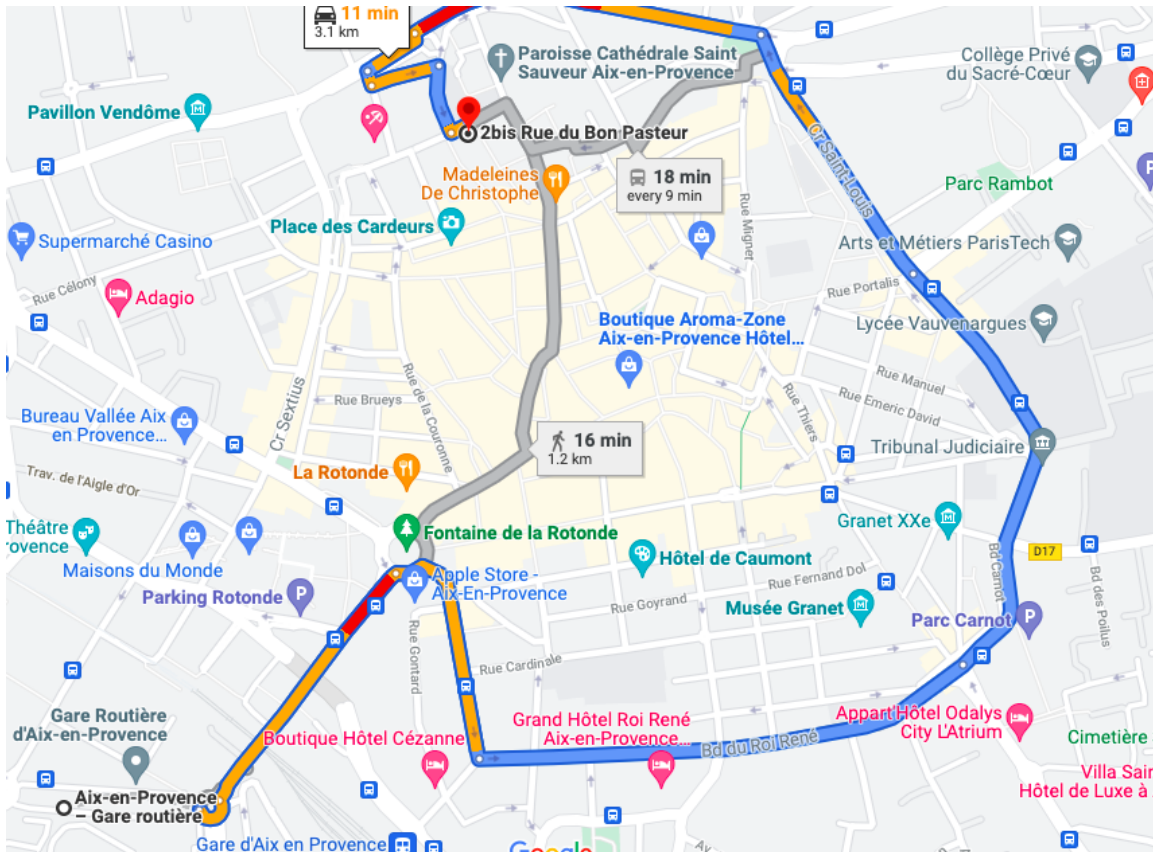 11 min
3.1 km
Paroisse Cathédrale Saint
Sauveur Aix-en-Provence
Collège Privé
du Sacré-Cœur
Pavillon Vendôme
2bis Rue du Bon Pasteur
Cr Saint-Louis
Madeleines
De Christophe
18 min
every 9 min
Parc Rambot
Place des Cardeurs
Rue Mignet
Supermarché Casino
Arts et Métiers ParisTech
Rue Célony
Adagio
Rue Portalis
Boutique Aroma-Zone
Aix-en-Provence Hôtel...
Lycée Vauvenargues
Rue Manuel
Rue Emeric David
Rue Thiers
Rue Brueys
Rue de la Couronne
Cr Sextius
Bureau Vallée Aix
en Provence...
16 min
1.2 km
Tribunal Judiciaire
La Rotonde
Trav. de l'Aigle d'Or
Granet XXe
Théâtre
rovence
Fontaine de la Rotonde
D17
Hôtel de Caumont
Maisons du Monde
Apple Store -
Aix-En-Provence
Rue Fernand Dol
Bd Carnot
Bd des Poilus
Parking Rotonde
Rue Goyrand
Musée Granet
Parc Carnot
Rue Gontard
Rue Cardinale
Gare Routière
d'Aix-en-Provence
Grand Hôtel Roi René
Aix-en-Provence...
Appart'Hôtel Odalys
City L'Atrium
Boutique Hôtel Cézanne
Bd du Roi René
Cimetière
Villa Sain
Hôtel de Luxe à
Aix-en-Provence
– Gare routière
Gare d'Aix en Provence
Google
Av
P
P
P